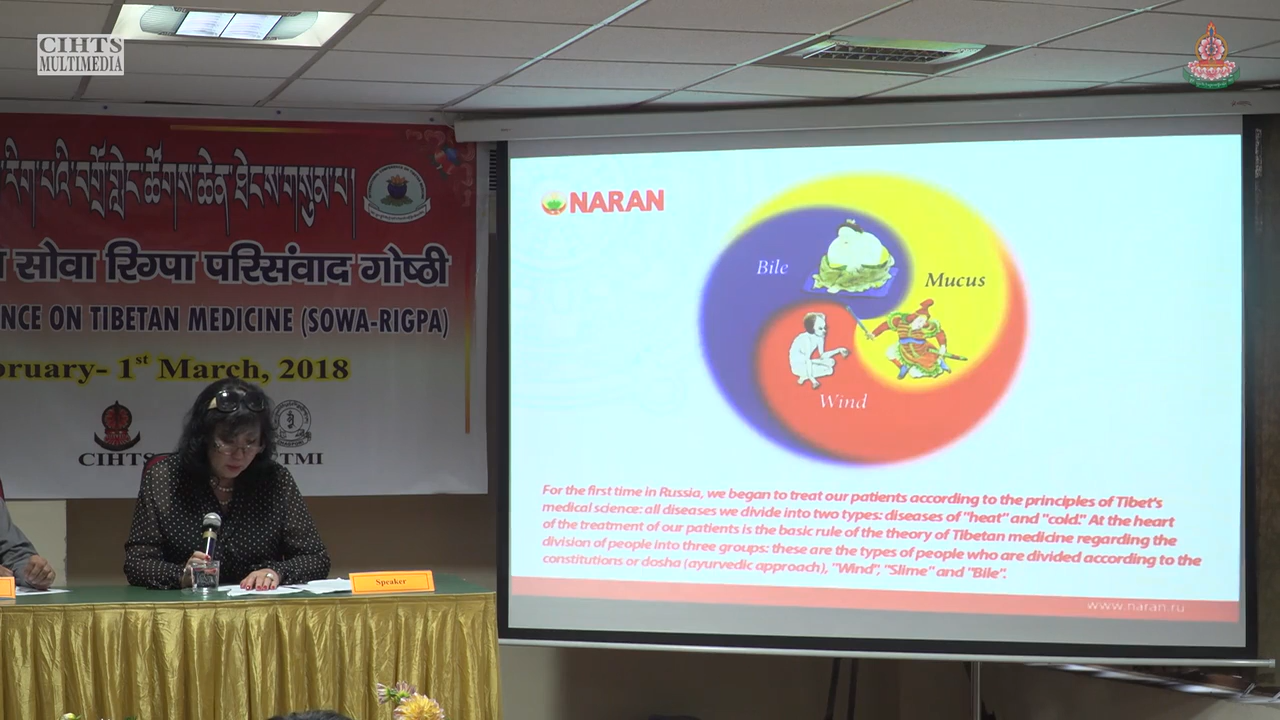 CIHTS
MULTIMEDIA
རིག་པའི་བགྲོ་གླེང་ཚོགས་ཆེན་ཐེངས་གསུམ་པ།
सोवा रिग्पा परिसंवाद गोष्ठी
ON TIBETAN MEDICINE (SOWA-RIGPA)
1st March, 2018
CIHTS
TMI
Speaker
NARAN
Bile
Mucus
Wind
For the first time in Russia, we began to treat our patients according to the principles of Tibet's
medical science: all diseases we divide into two types: diseases of "heat" and "cold." At the heart
of the treatment of our patients is the basic rule of the theory of Tibetan medicine regarding the
division of people into three groups: these are the types of people who are divided according to the
constitutions or dosha (ayurvedic approach), "Wind", "Slime" and "Bile".
www.naran.ru